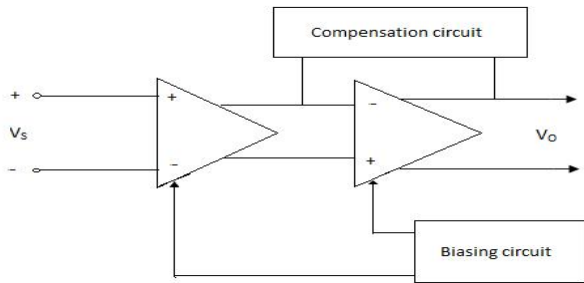 Compensation circuit
+
+
-
Vs
Vo
-
-
+
Biasing circuit